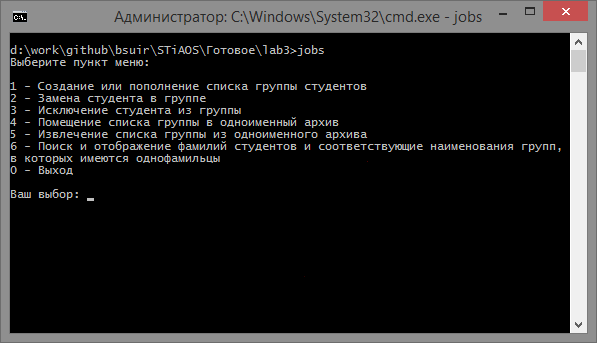 Администратор: C:\Windows\System32\cmd.exe - jobs
d:\work\github\bsuir\STiAOS\Готовое\lab3>jobs
Выберите пункт меню:
1 - Создание или пополнение списка группы студентов
2 - Замена студента в группе
3 - Исключение студента из группы
4 - Помещение списка группы в одноименный архив
5 - Извлечение списка группы из одноименного архива
6 - Поиск и отображение фамилий студентов и соответствующие наименования групп,
в которых имеются однофамильцы
0 - Выход
Ваш выбор: _